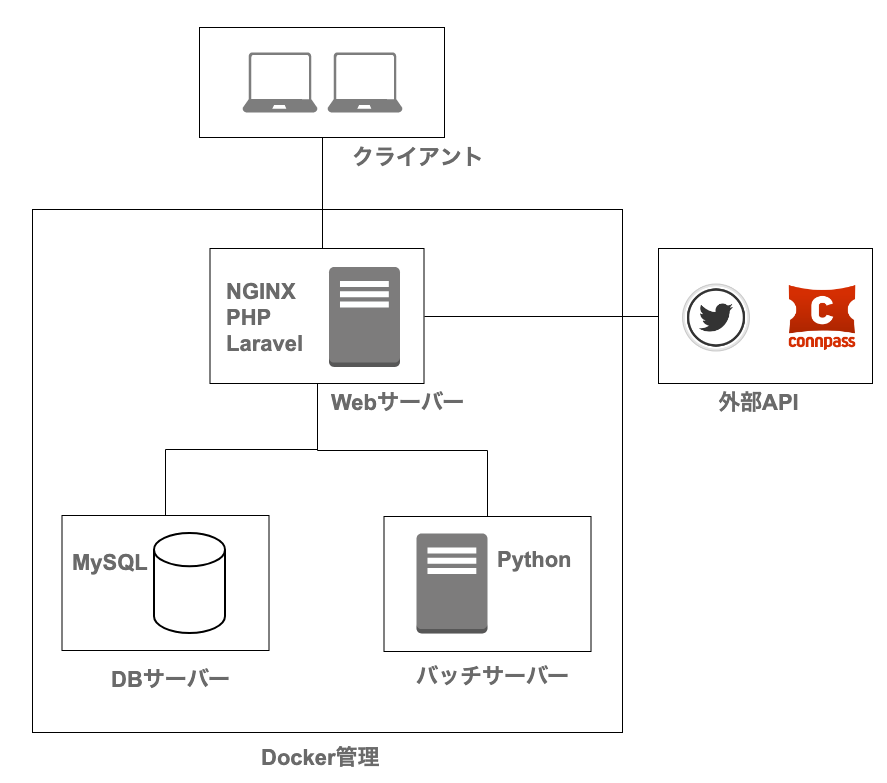 クライアント
NGINX
PHP
Laravel
Webサーバー
C
connpass
外部API
MySQL
DBサーバー
Python
バッチサーバー
Docker管理